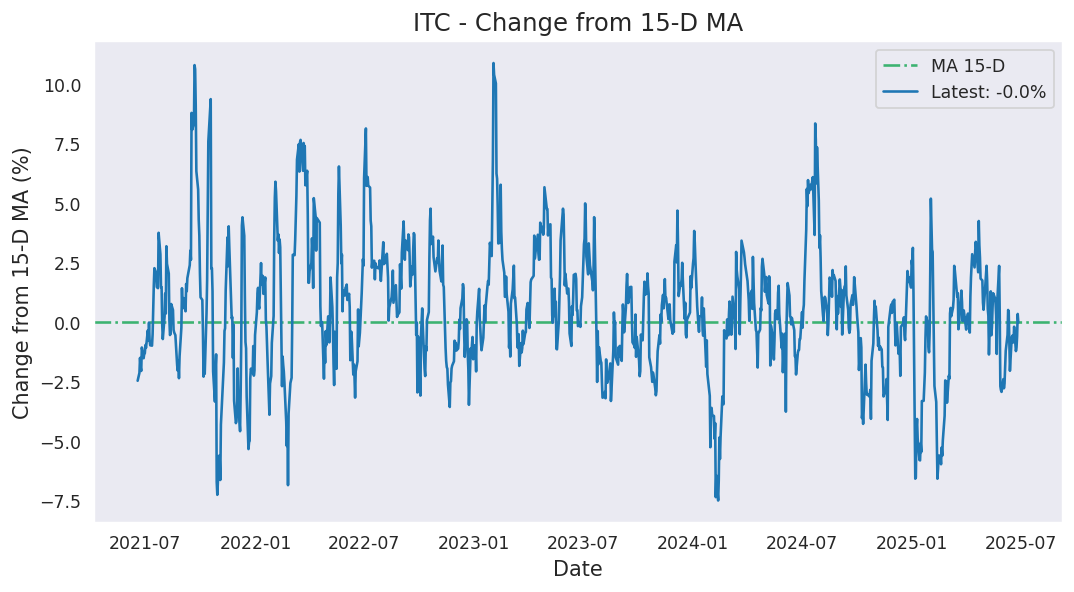 ITC - Change from 15-D MA
MA 15-D
Latest: -0.0%
Change from 15-D MA (%)
10.0
7.5
5.0
2.5
0.0
−2.5
−5.0
−7.5
2021-07 2022-01 2022-07 2023-01 2023-07 2024-01 2024-07 2025-01 2025-07
Date